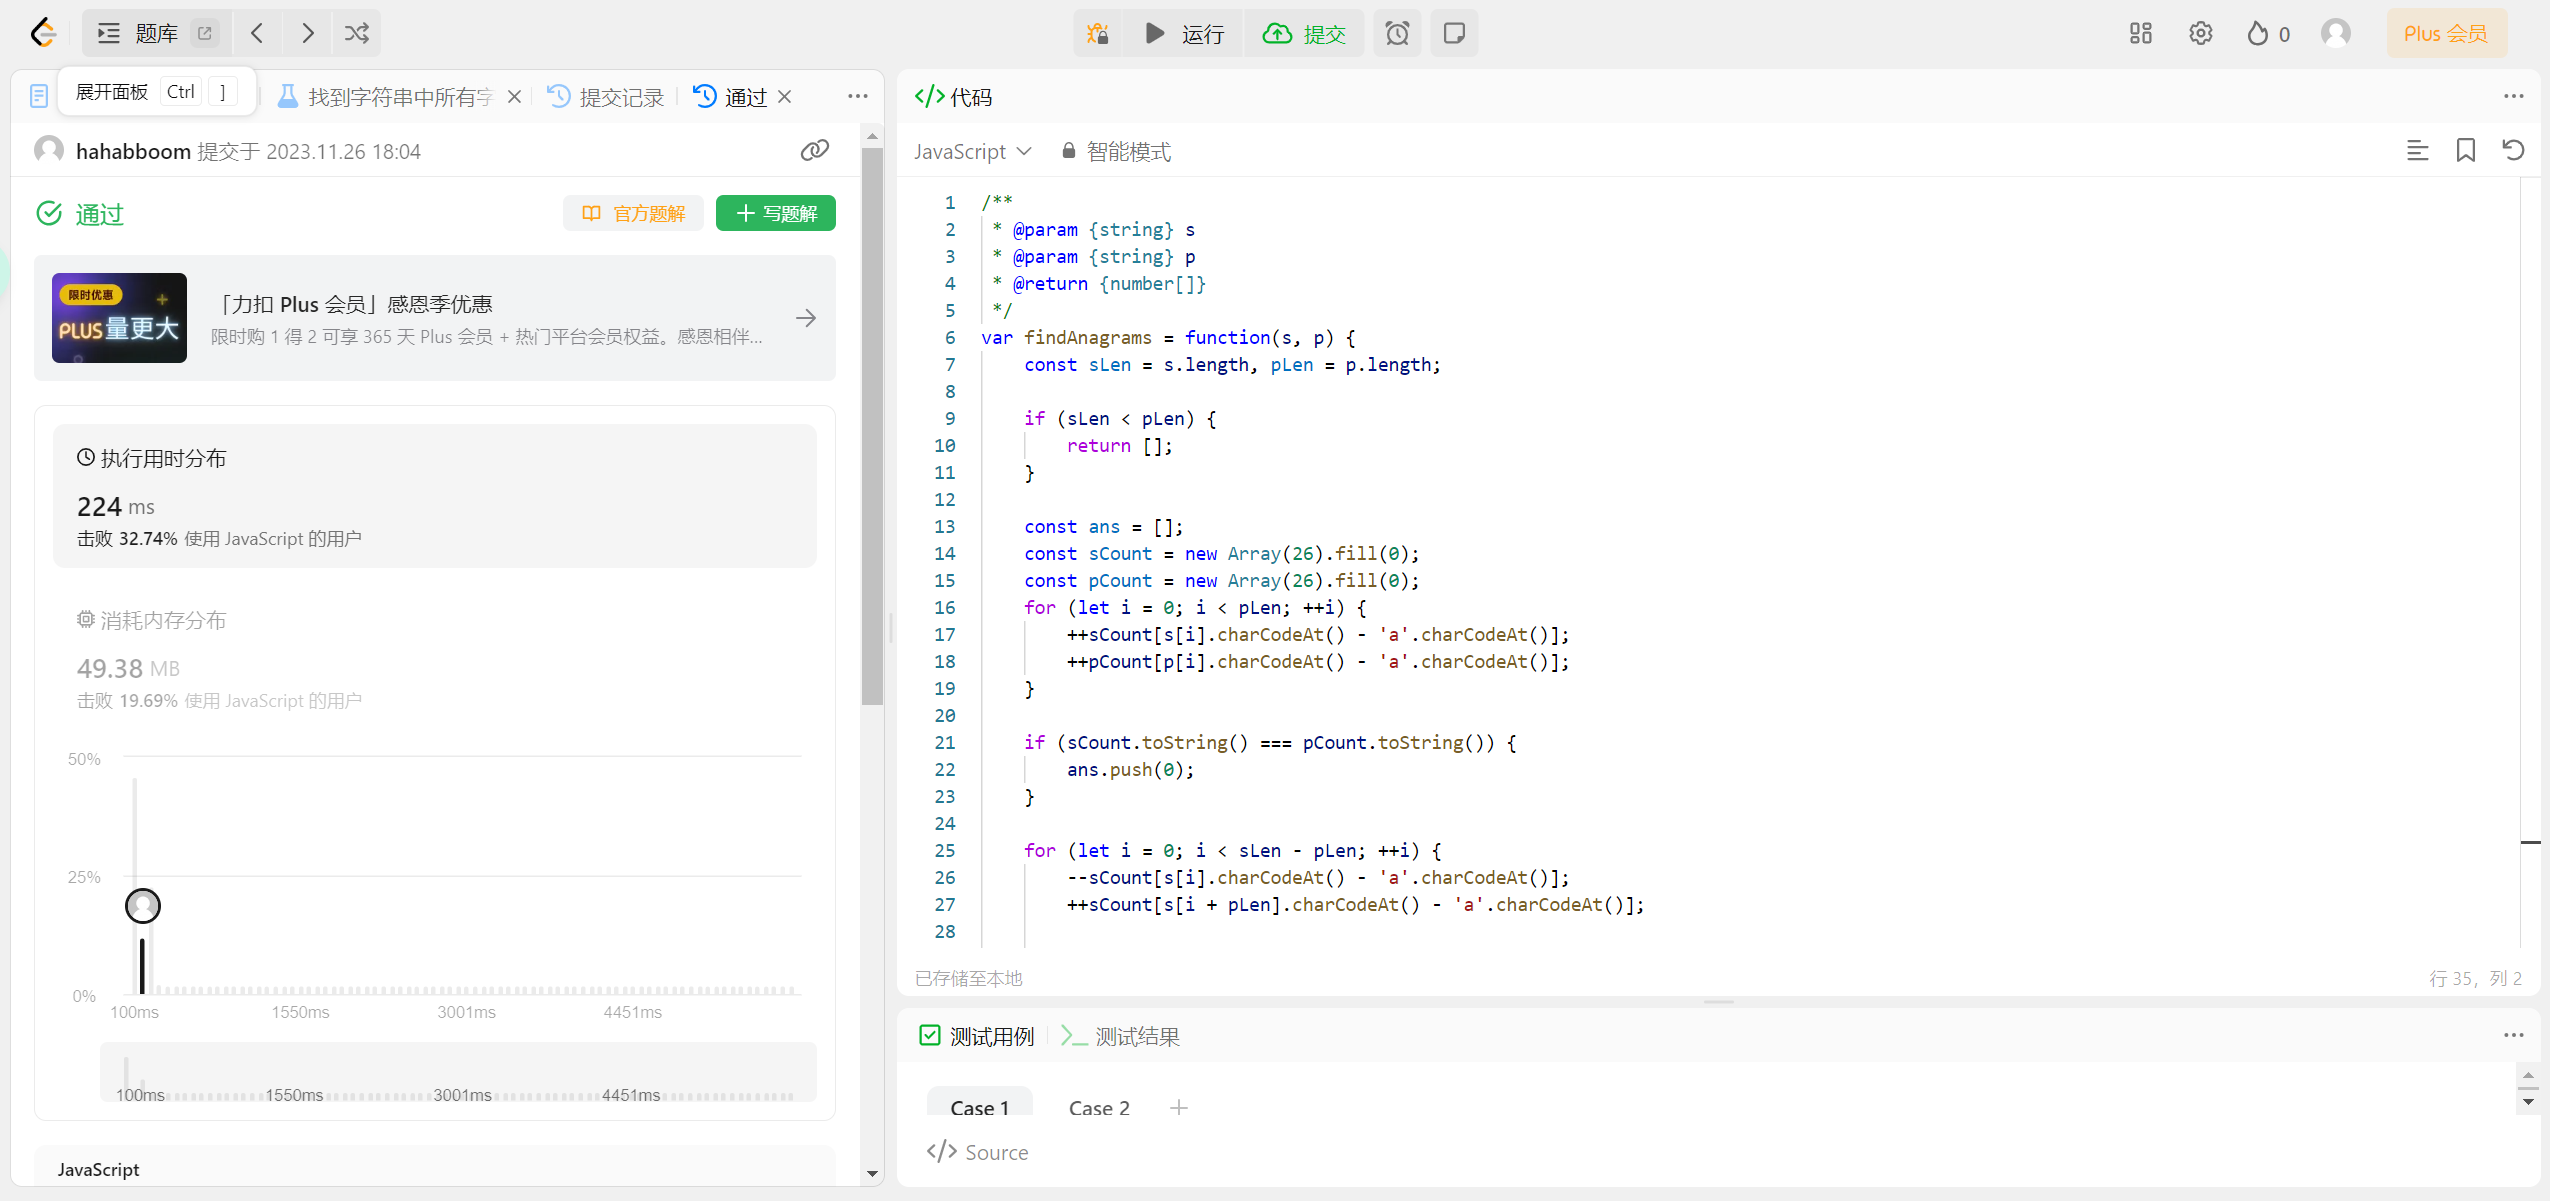 题库
运行
提交
0
Plus 会员
展开面板 Ctrl ]
找到字符串中所有字
提交记录
通过
hahabboom 提交于 2023.11.26 18:04
通过
官方题解
写题解
限时优惠
PLUS量更大
「力扣 Plus 会员」感恩季优惠
限时购 1 得 2 可享 365 天 Plus 会员 + 热门平台会员权益。感恩相伴...
执行用时分布
224 ms
击败 32.74% 使用 JavaScript 的用户
消耗内存分布
49.38 MB
击败 19.69% 使用 JavaScript 的用户
50%
25%
0%
100ms 1550ms 3001ms 4451ms
100ms 1550ms 3001ms 4451ms
JavaScript
</> 代码
JavaScript 智能模式
1 /**
2 * @param {string} s
3 * @param {string} p
4 * @return {number[]}
5 */
6 var findAnagrams = function(s, p) {
7 const sLen = s.length, pLen = p.length;
8
9 if (sLen < pLen) {
10 return [];
11 }
12
13 const ans = [];
14 const sCount = new Array(26).fill(0);
15 const pCount = new Array(26).fill(0);
16 for (let i = 0; i < pLen; ++i) {
17 ++sCount[s[i].charCodeAt() - 'a'.charCodeAt()];
18 ++pCount[p[i].charCodeAt() - 'a'.charCodeAt()];
19 }
20
21 if (sCount.toString() === pCount.toString()) {
22 ans.push(0);
23 }
24
25 for (let i = 0; i < sLen - pLen; ++i) {
26 --sCount[s[i].charCodeAt() - 'a'.charCodeAt()];
27 ++sCount[s[i + pLen].charCodeAt() - 'a'.charCodeAt()];
28
已存储至本地
行 35, 列 2
测试用例
测试结果
Case 1 Case 2
</> Source